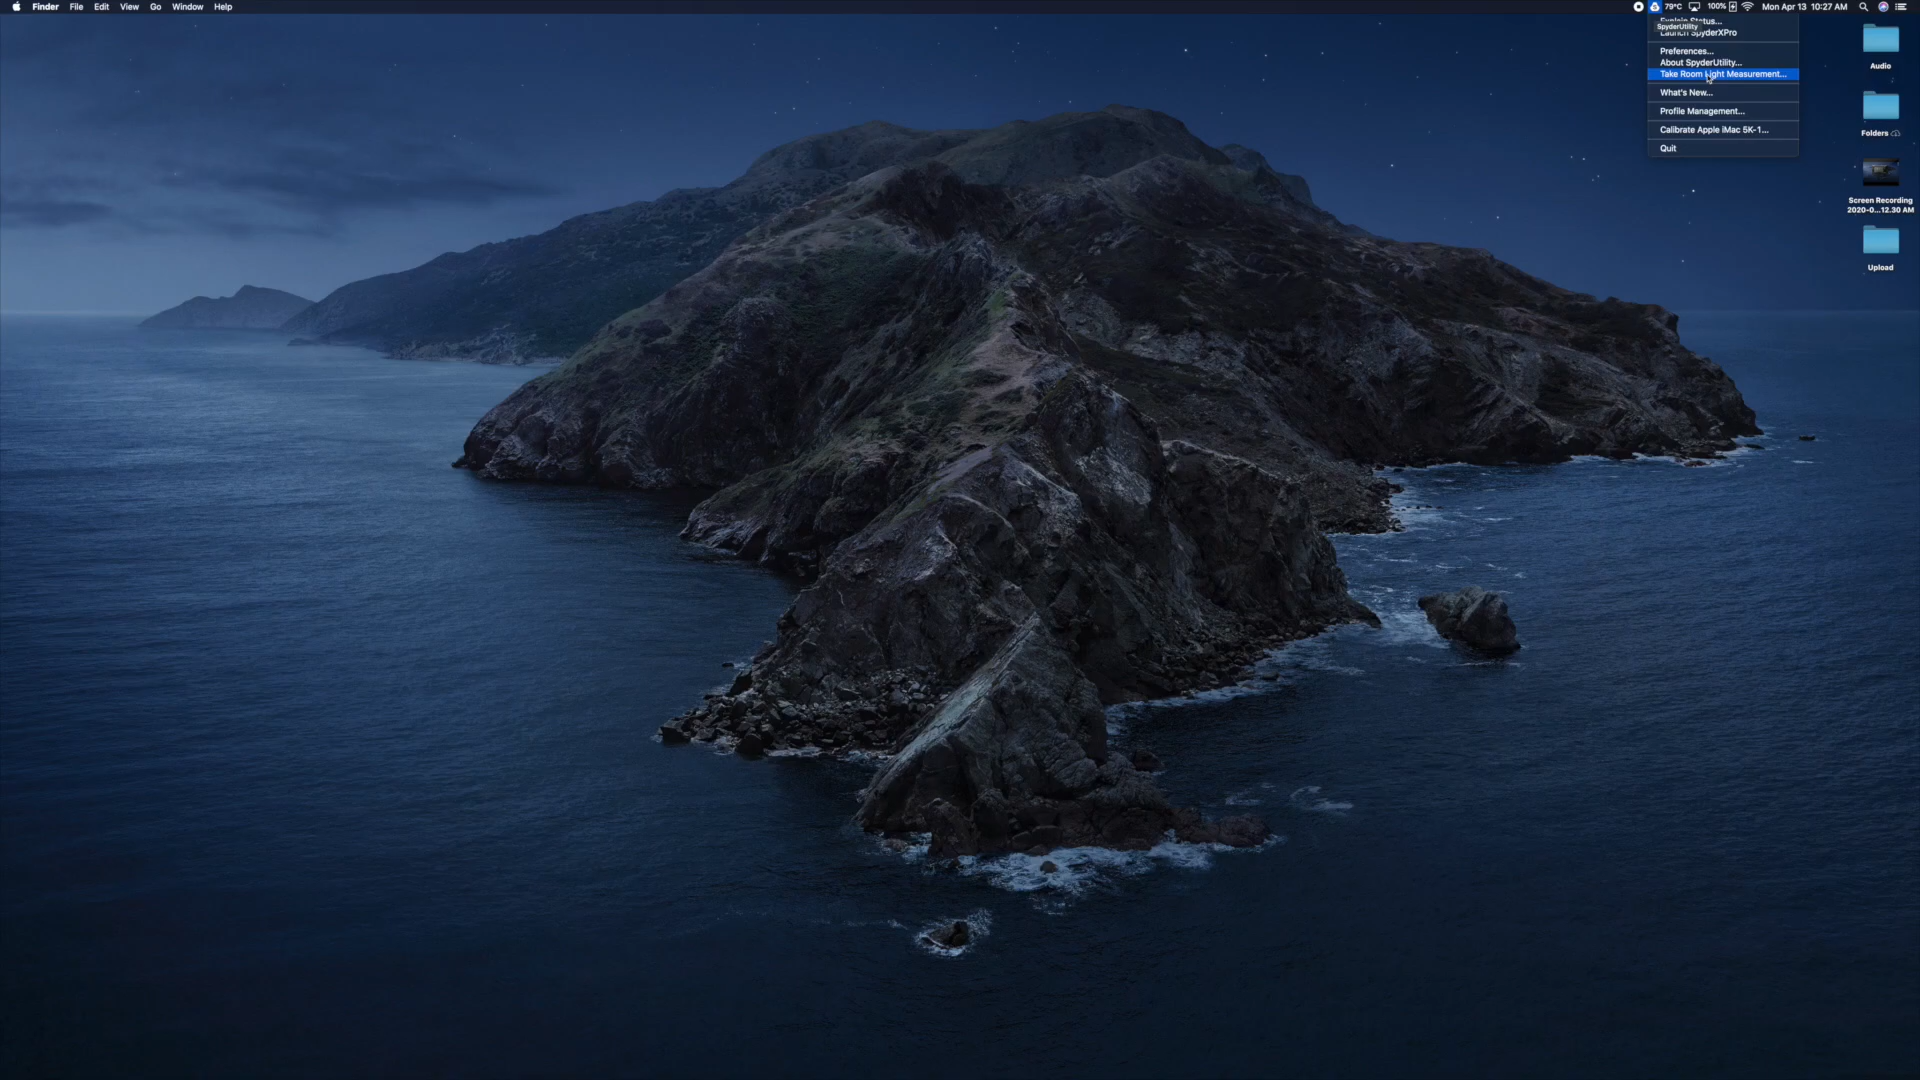 Finder File Edit View Go Window Help
79°C 100% Mon Apr 13 10:27 AM
Explain Status...
SpyderUtility
Launch SpyderXPro
Preferences...
About SpyderUtility...
Take Room Light Measurement...
What's New...
Profile Management...
Calibrate Apple iMac 5K-1...
Quit
Audio
Folders
Screen Recording
2020-0...12.30 AM
Upload